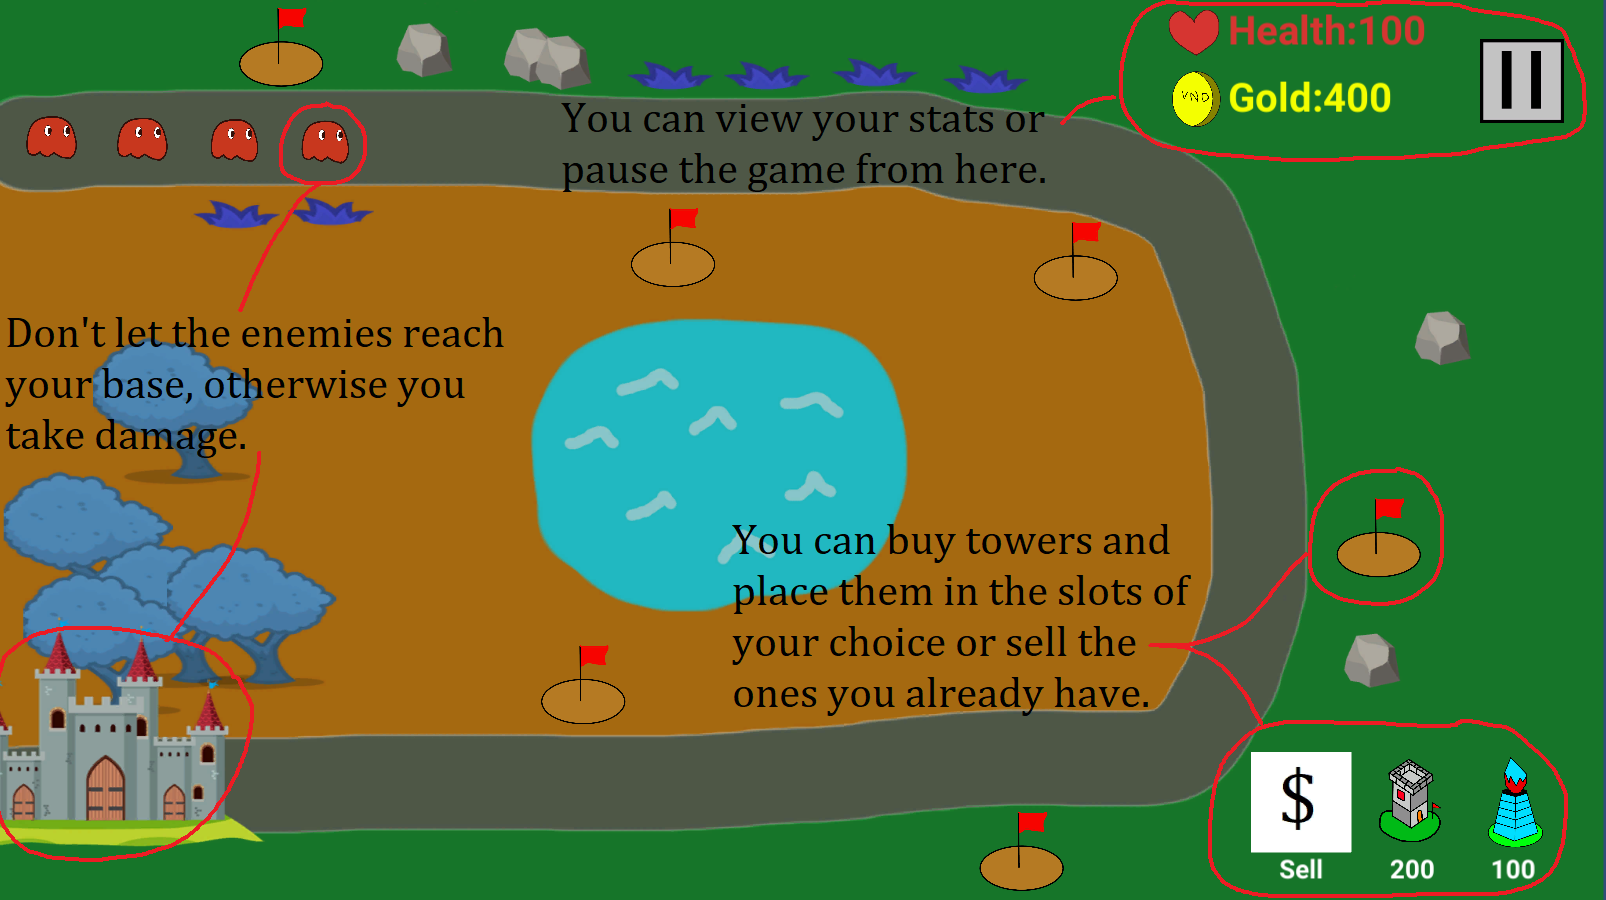 Health:100
VND
Gold:400
You can view your stats or
pause the game from here.
Don't let the enemies reach
your base, otherwise you
take damage.
You can buy towers and
place them in the slots of
your choice or sell the
ones you already have.
$
Sell
200
100